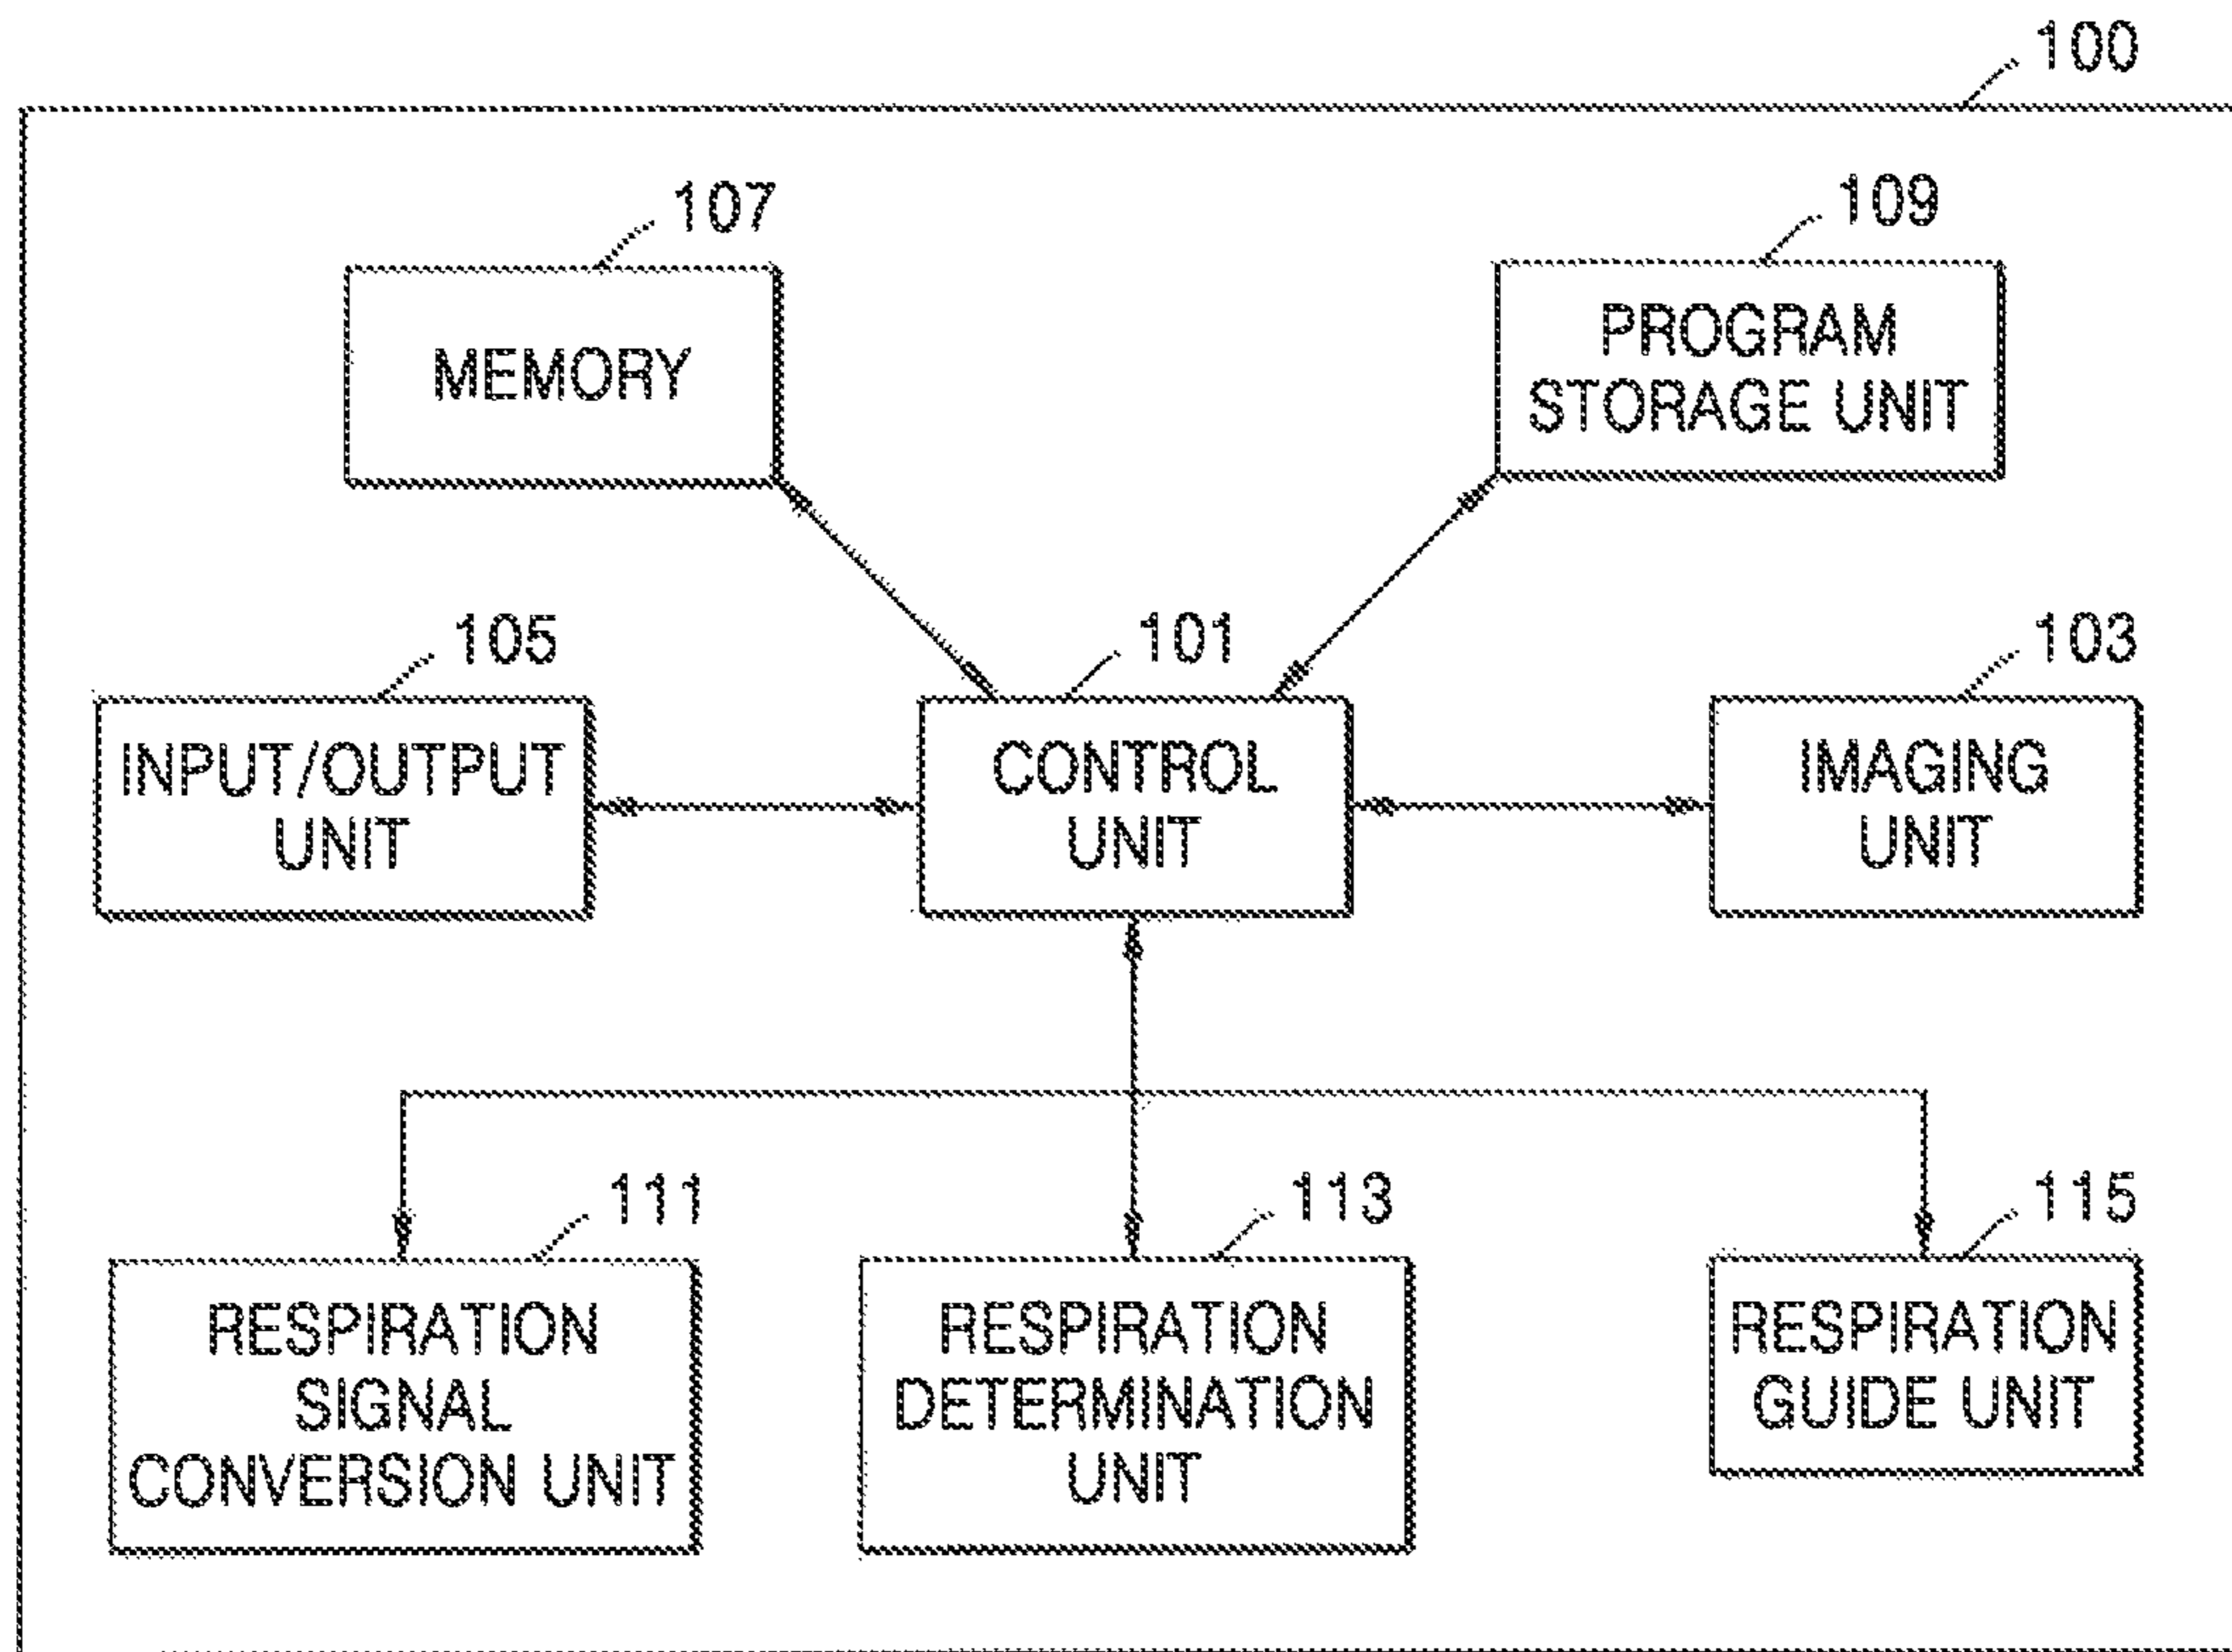 100
107
109
MEMORY
PROGRAM
STORAGE UNIT
105
101
103
INPUT/OUTPUT
UNIT
CONTROL
UNIT
IMAGING
UNIT
111
113
115
RESPIRATION
SIGNAL
CONVERSION UNIT
RESPIRATION
DETERMINATION
UNIT
RESPIRATION
GUIDE UNIT